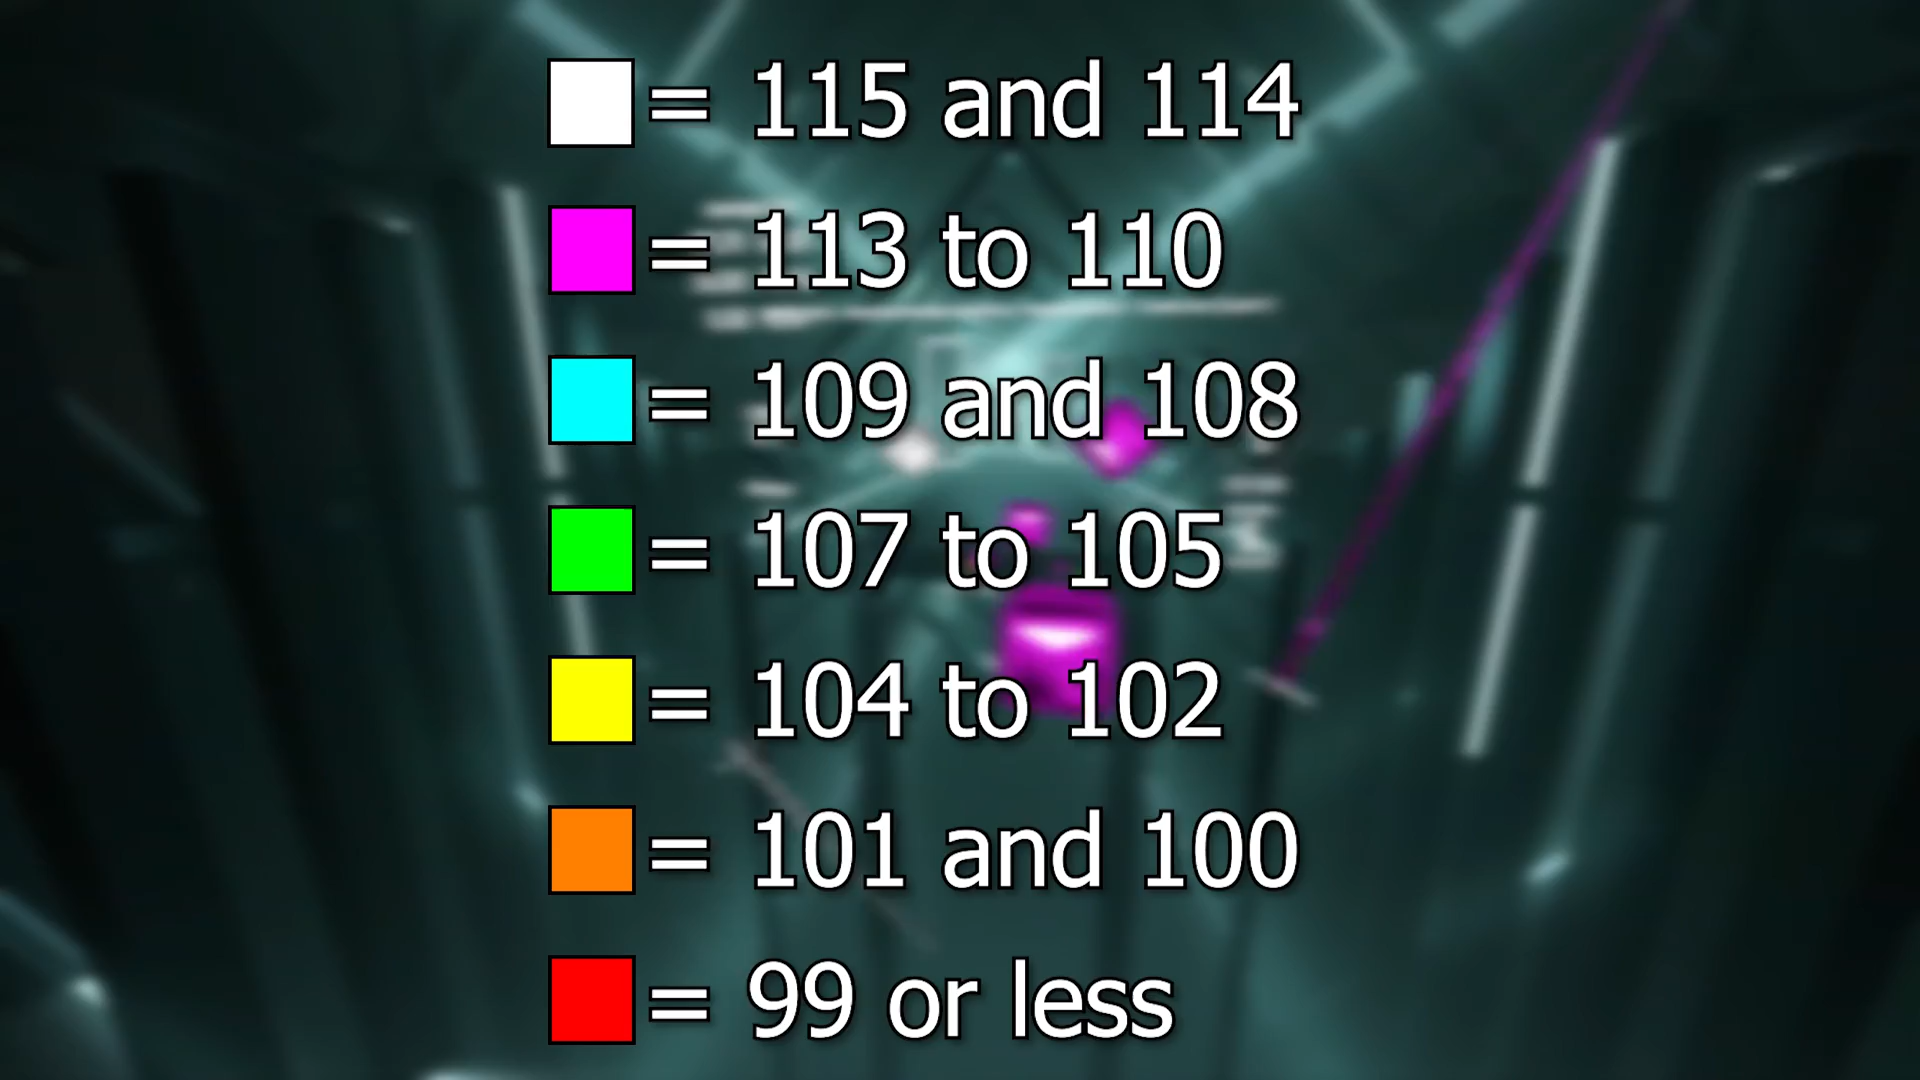 = 115 and 114
= 113 to 110
= 109 and 108
= 107 to 105
= 104 to 102
= 101 and 100
= 99 or less